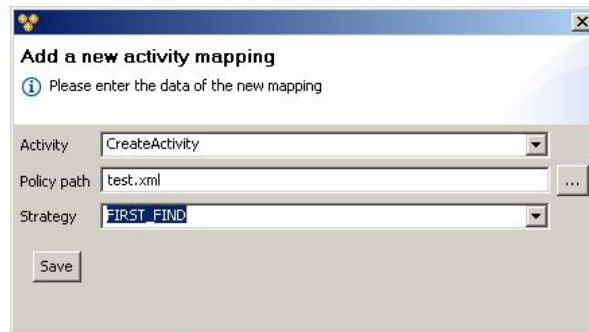 Add a new activity mapping
Please enter the data of the new mapping
Activity CreateActivity
Policy path test.xml ...
Strategy FIRST_FIND
Save